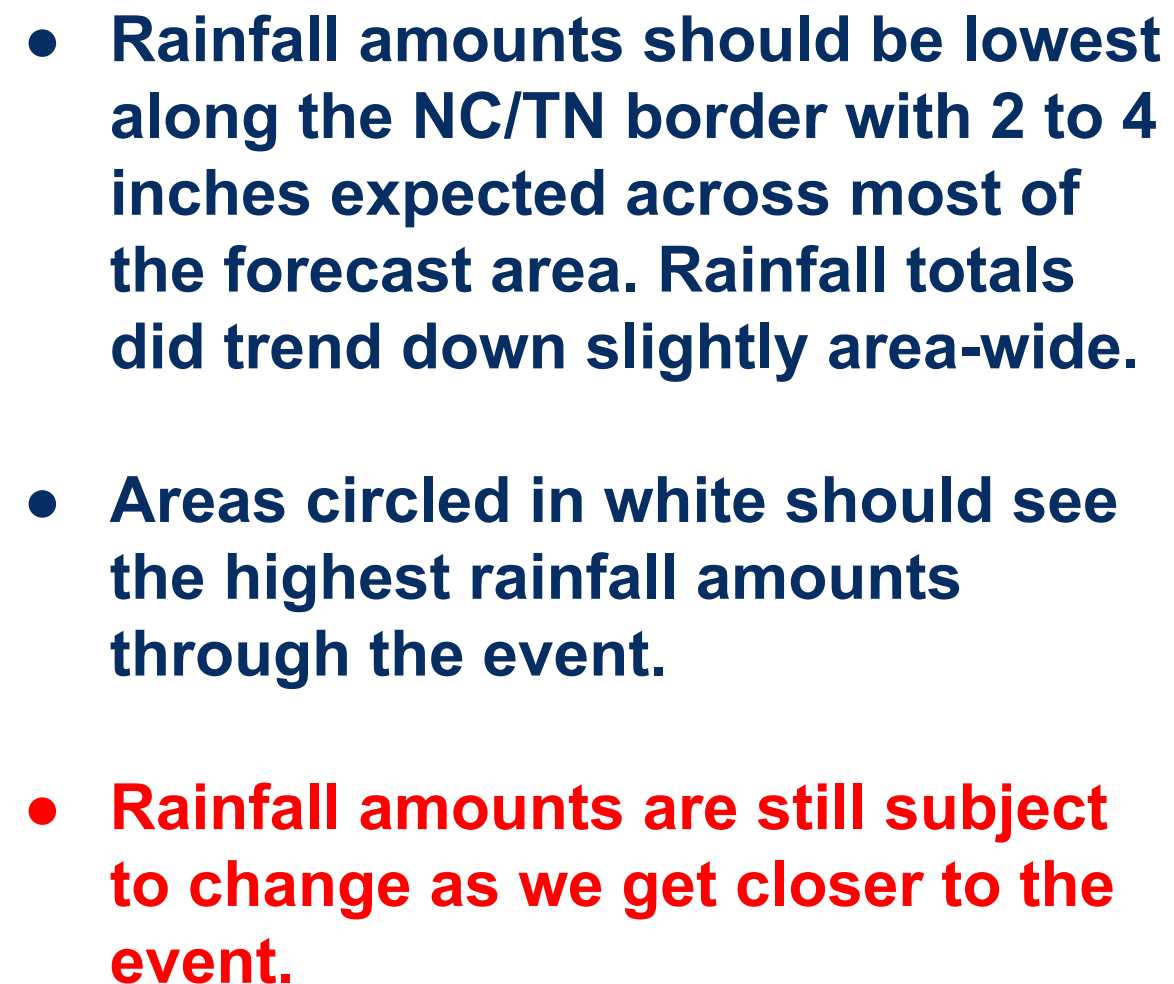 ● Rainfall amounts should be lowest
along the NC/TN border with 2 to 4
inches expected across most of
the forecast area. Rainfall totals
did trend down slightly area-wide.
● Areas circled in white should see
the highest rainfall amounts
through the event.
● Rainfall amounts are still subject
to change as we get closer to the
event.